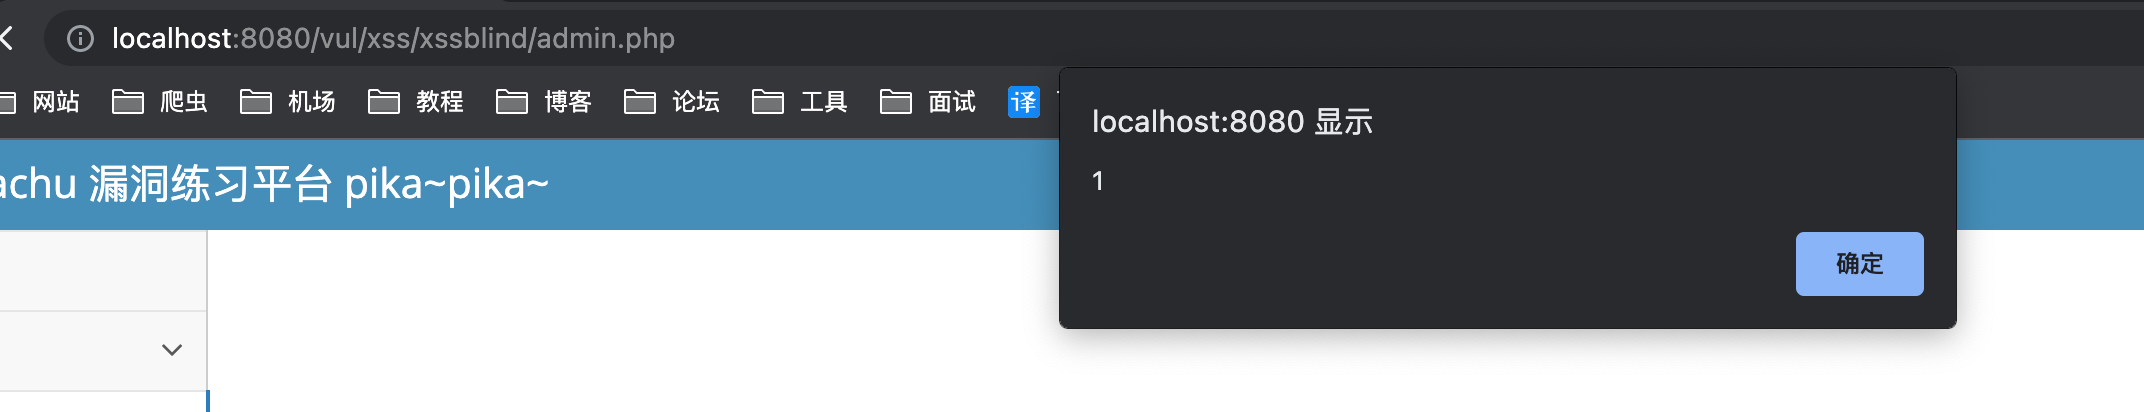 localhost:8080/vul/xss/xssblind/admin.php
网站 爬虫 机场 教程 博客 论坛 工具 面试 译
localhost:8080 显示
1
achu 漏洞练习平台 pika~pika~
确定